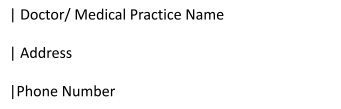 | Doctor/ Medical Practice Name
| Address
|Phone Number